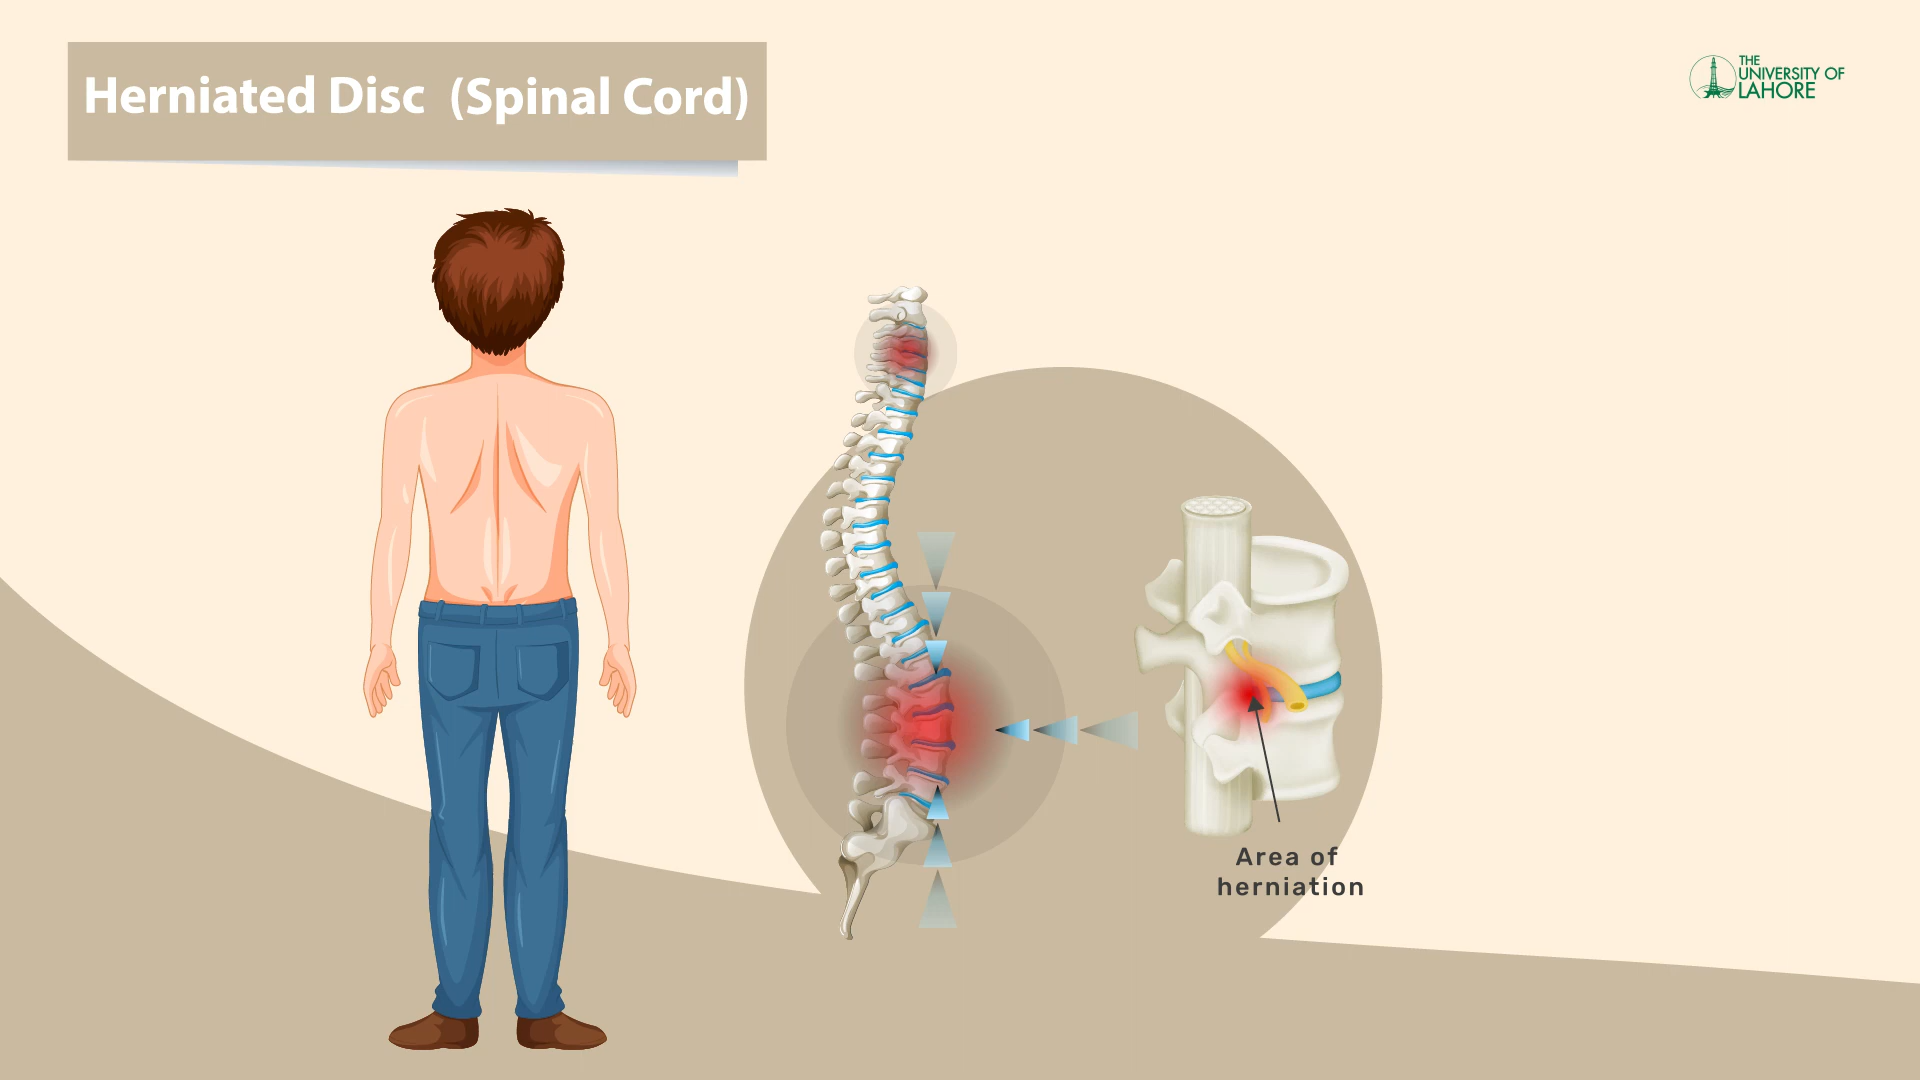 Herniated Disc (Spinal Cord)
THE
UNIVERSITY OF
LAHORE
Area of
herniation